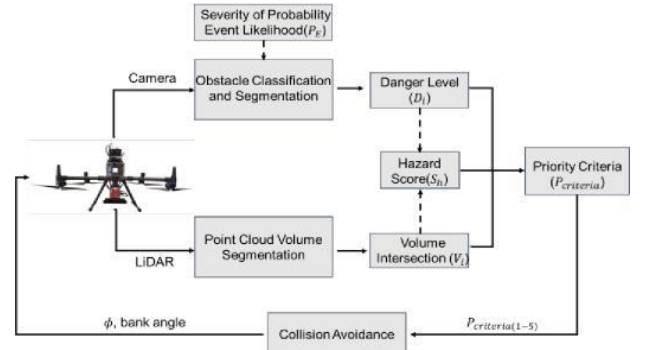 Severity of Probability
Event Likelihood(P_E)
Camera
Obstacle Classification
and Segmentation
Danger Level
(D_l)
Hazard
Score(S_h)
Priority Criteria
(P_criteria)
Point Cloud Volume
Segmentation
Volume
Intersection (V_i)
LiDAR
ϕ, bank angle
Collision Avoidance
P_criteria(1-5)